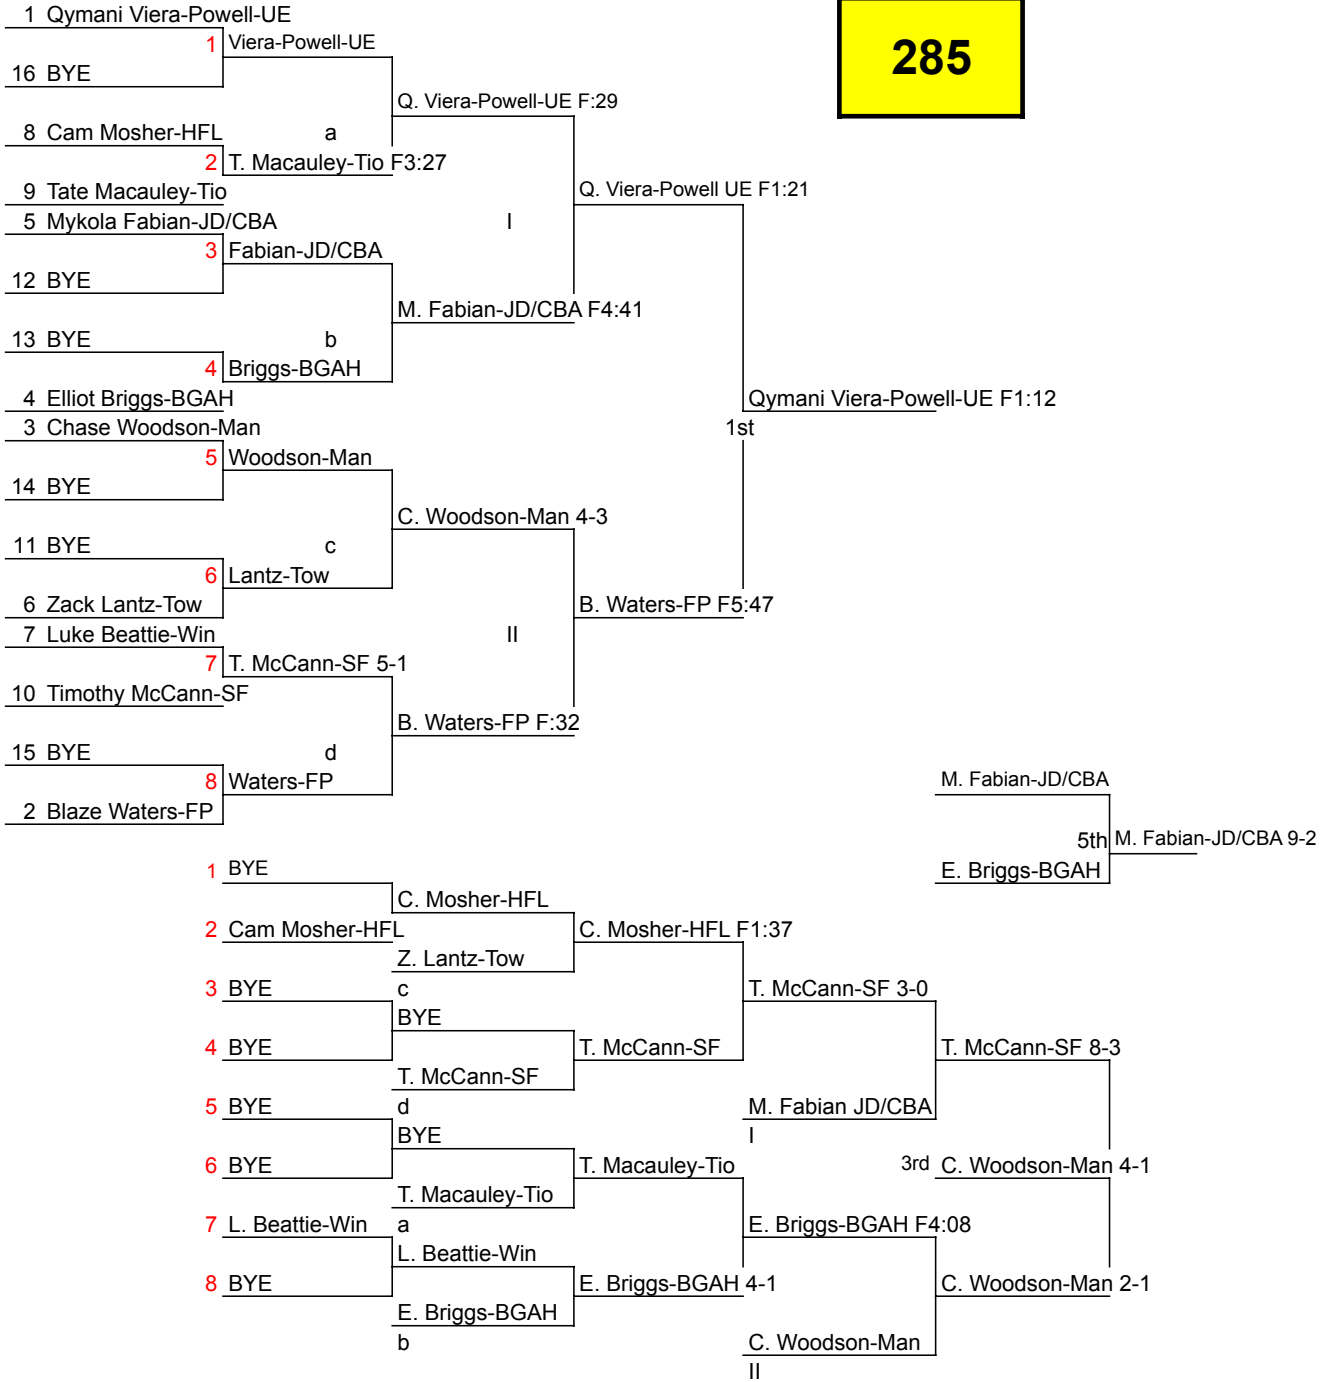 1 Qymani Viera-Powell-UE
1 Viera-Powell-UE
285
16 BYE
Q. Viera-Powell-UE F:29
8 Cam Mosher-HFL
a
2 T. Macauley-Tio F3:27
9 Tate Macauley-Tio
Q. Viera-Powell UE F1:21
5 Mykola Fabian-JD/CBA
I
3 Fabian-JD/CBA
12 BYE
M. Fabian-JD/CBA F4:41
13 BYE
b
4 Briggs-BGAH
4 Elliot Briggs-BGAH
Qymani Viera-Powell-UE F1:12
3 Chase Woodson-Man
1st
5 Woodson-Man
14 BYE
C. Woodson-Man 4-3
11 BYE
c
6 Lantz-Tow
6 Zack Lantz-Tow
B. Waters-FP F5:47
7 Luke Beattie-Win
II
7 T. McCann-SF 5-1
10 Timothy McCann-SF
B. Waters-FP F:32
15 BYE
d
8 Waters-FP
M. Fabian-JD/CBA
2 Blaze Waters-FP
5th M. Fabian-JD/CBA 9-2
1 BYE
E. Briggs-BGAH
C. Mosher-HFL
2 Cam Mosher-HFL
C. Mosher-HFL F1:37
Z. Lantz-Tow
3 BYE
c
T. McCann-SF 3-0
BYE
4 BYE
T. McCann-SF
T. McCann-SF 8-3
T. McCann-SF
5 BYE
d
M. Fabian JD/CBA
BYE
I
6 BYE
T. Macauley-Tio
3rd C. Woodson-Man 4-1
T. Macauley-Tio
7 L. Beattie-Win
a
E. Briggs-BGAH F4:08
L. Beattie-Win
8 BYE
E. Briggs-BGAH 4-1
C. Woodson-Man 2-1
E. Briggs-BGAH
b
C. Woodson-Man
II